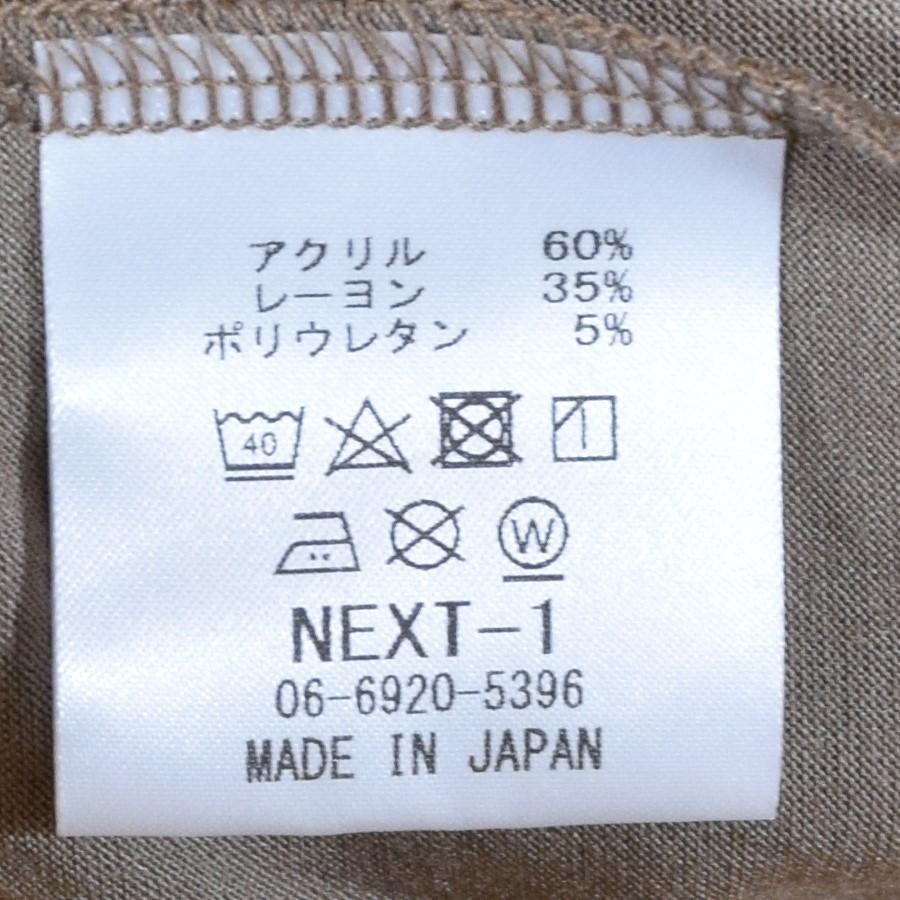 アクリル 60%
レーヨン 35%
ポリウレタン 5%
40
W
NEXT-1
06-6920-5396
MADE IN JAPAN